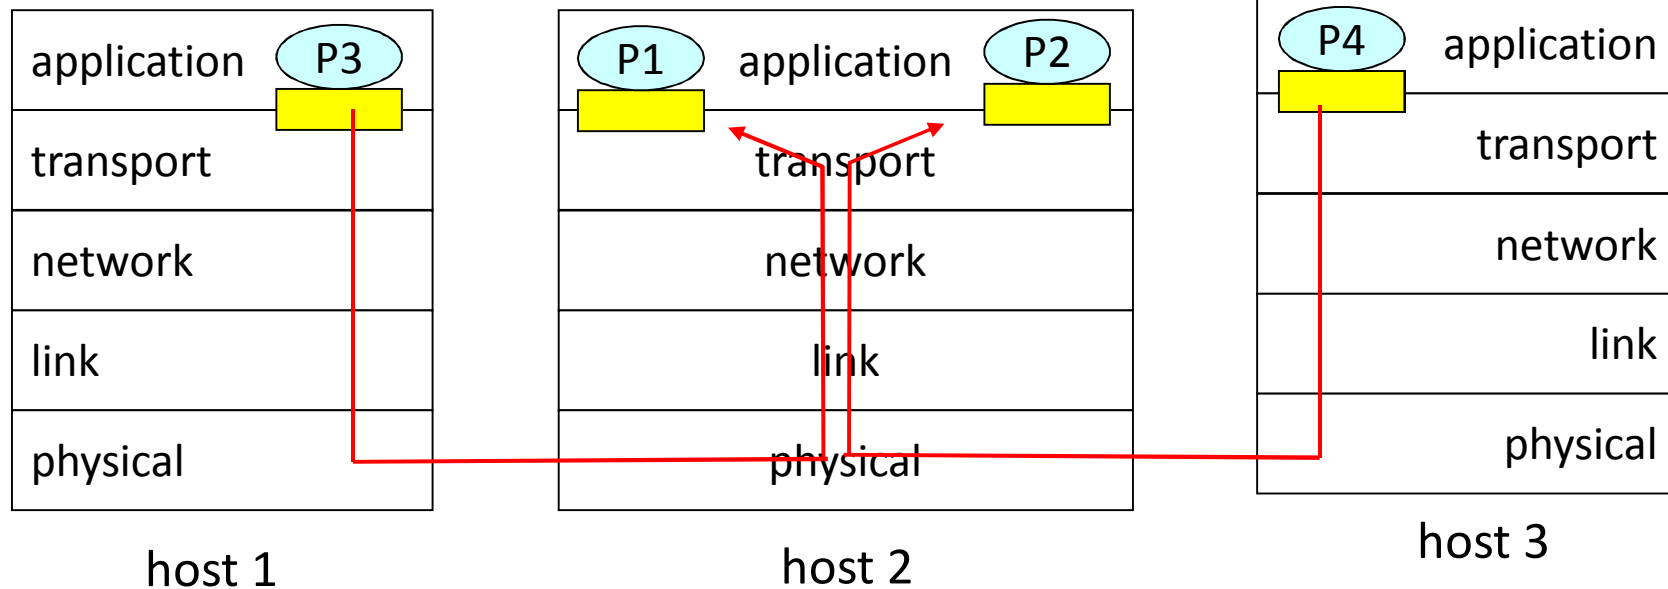 application P3
transport
network
link
physical
host 1
P1 application P2
transport
network
link
physical
host 2
P4 application
transport
network
link
physical
host 3